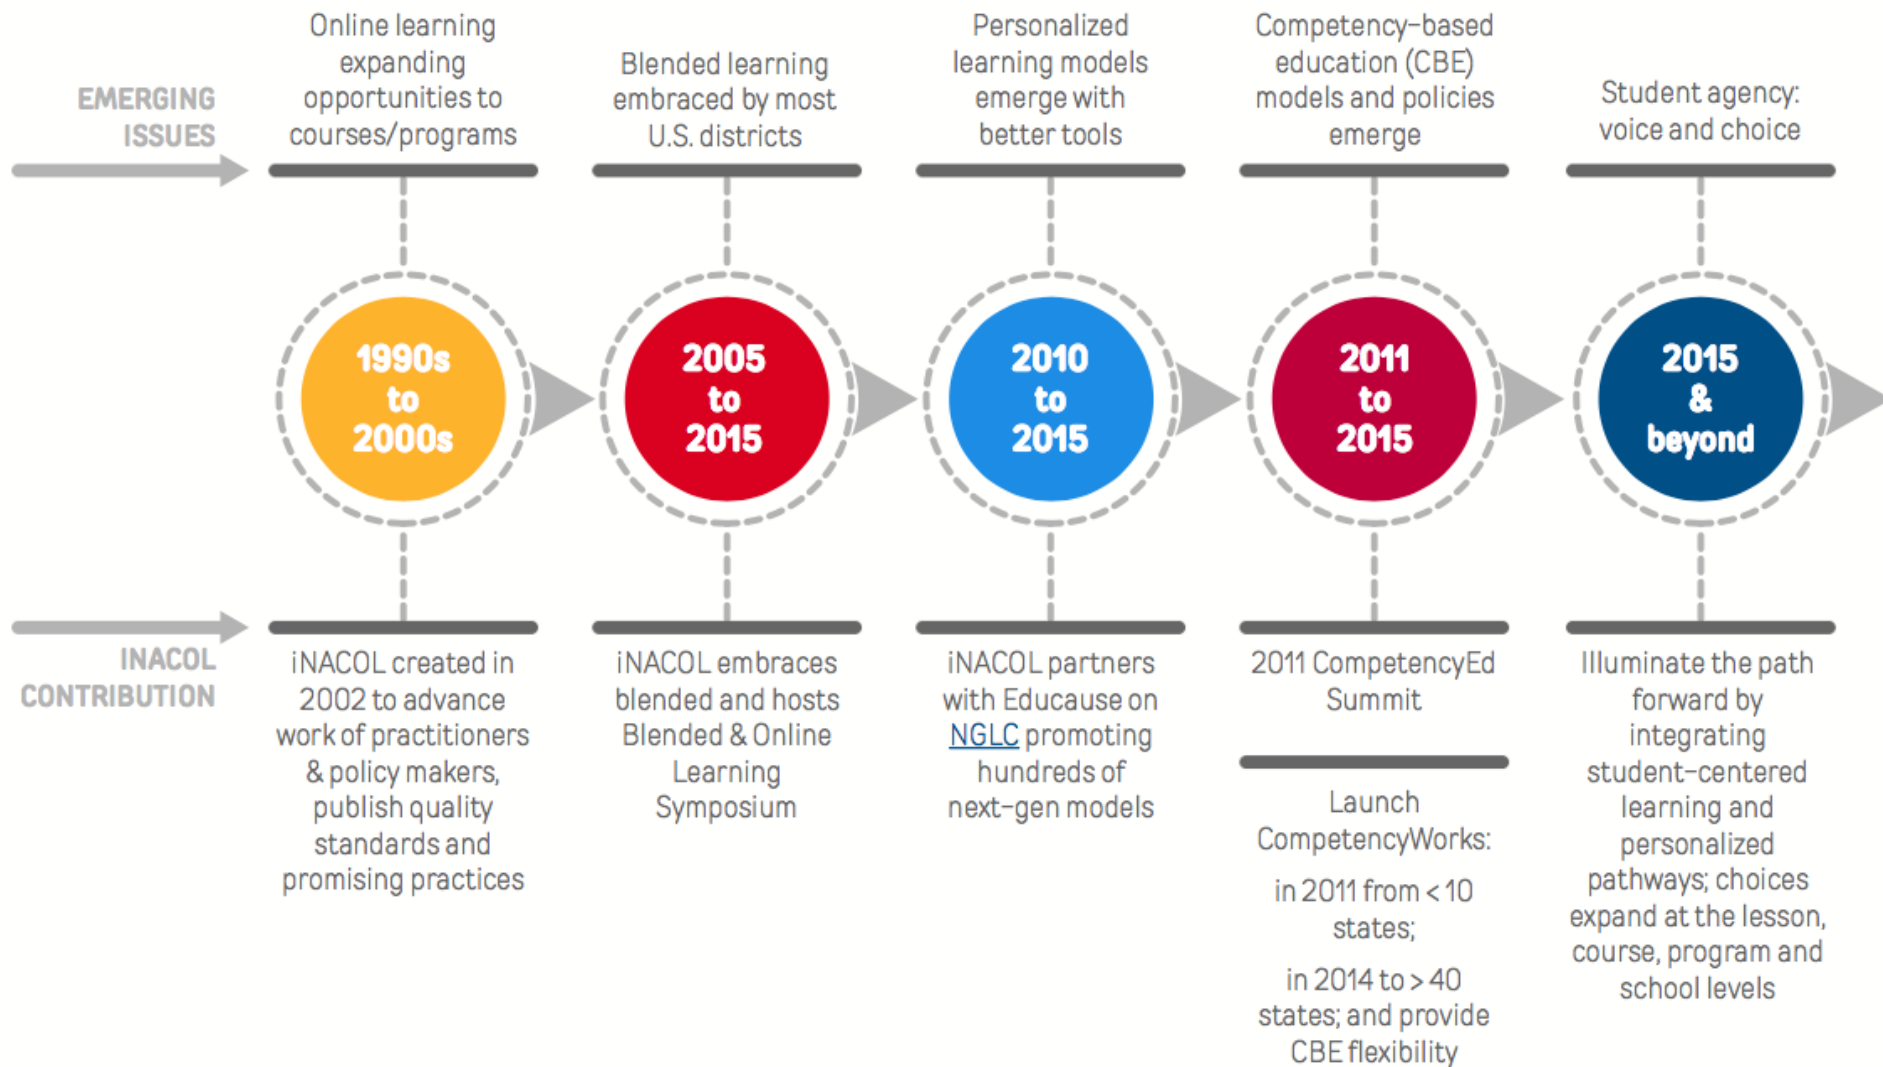 EMERGING
ISSUES
Online learning
expanding
opportunities to
courses/programs
Blended learning
embraced by most
U.S. districts
Personalized
learning models
emerge with
better tools
Competency-based
education (CBE)
models and policies
emerge
Student agency:
voice and choice
1990s
to
2000s
2005
to
2015
2010
to
2015
2011
to
2015
2015
&
beyond
INACOL
CONTRIBUTION
iNACOL created in
2002 to advance
work of practitioners
& policy makers,
publish quality
standards and
promising practices
iNACOL embraces
blended and hosts
Blended & Online
Learning
Symposium
iNACOL partners
with Educause on
NGLC promoting
hundreds of
next-gen models
2011 CompetencyEd
Summit
Launch
CompetencyWorks:
in 2011 from < 10
states;
in 2014 to > 40
states; and provide
CBE flexibility
Illuminate the path
forward by
integrating
student-centered
learning and
personalized
pathways; choices
expand at the lesson,
course, program and
school levels